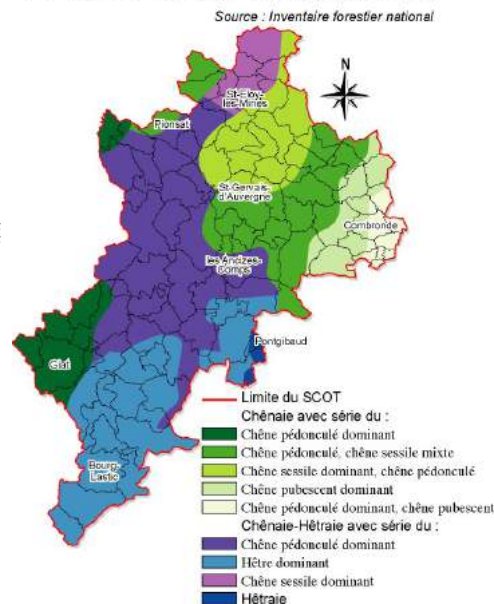 Source : Inventaire forestier national
N
St-Eloy-
les-Mines
Pionsat
St-Gervais-
d'Auvergne
Combronde
les Ancizes-
Comps
Pontgibaud
Giat
Bourg-
Lastic
Limite du SCOT
Chênaie avec série du :
Chêne pédonculé dominant
Chêne pédonculé, chêne sessile mixte
Chêne sessile dominant, chêne pédonculé
Chêne pubescent dominant
Chêne pédonculé dominant, chêne pubescent
Chênaie-Hêtraie avec série du :
Chêne pédonculé dominant
Hêtre dominant
Chêne sessile dominant
Hêtraie